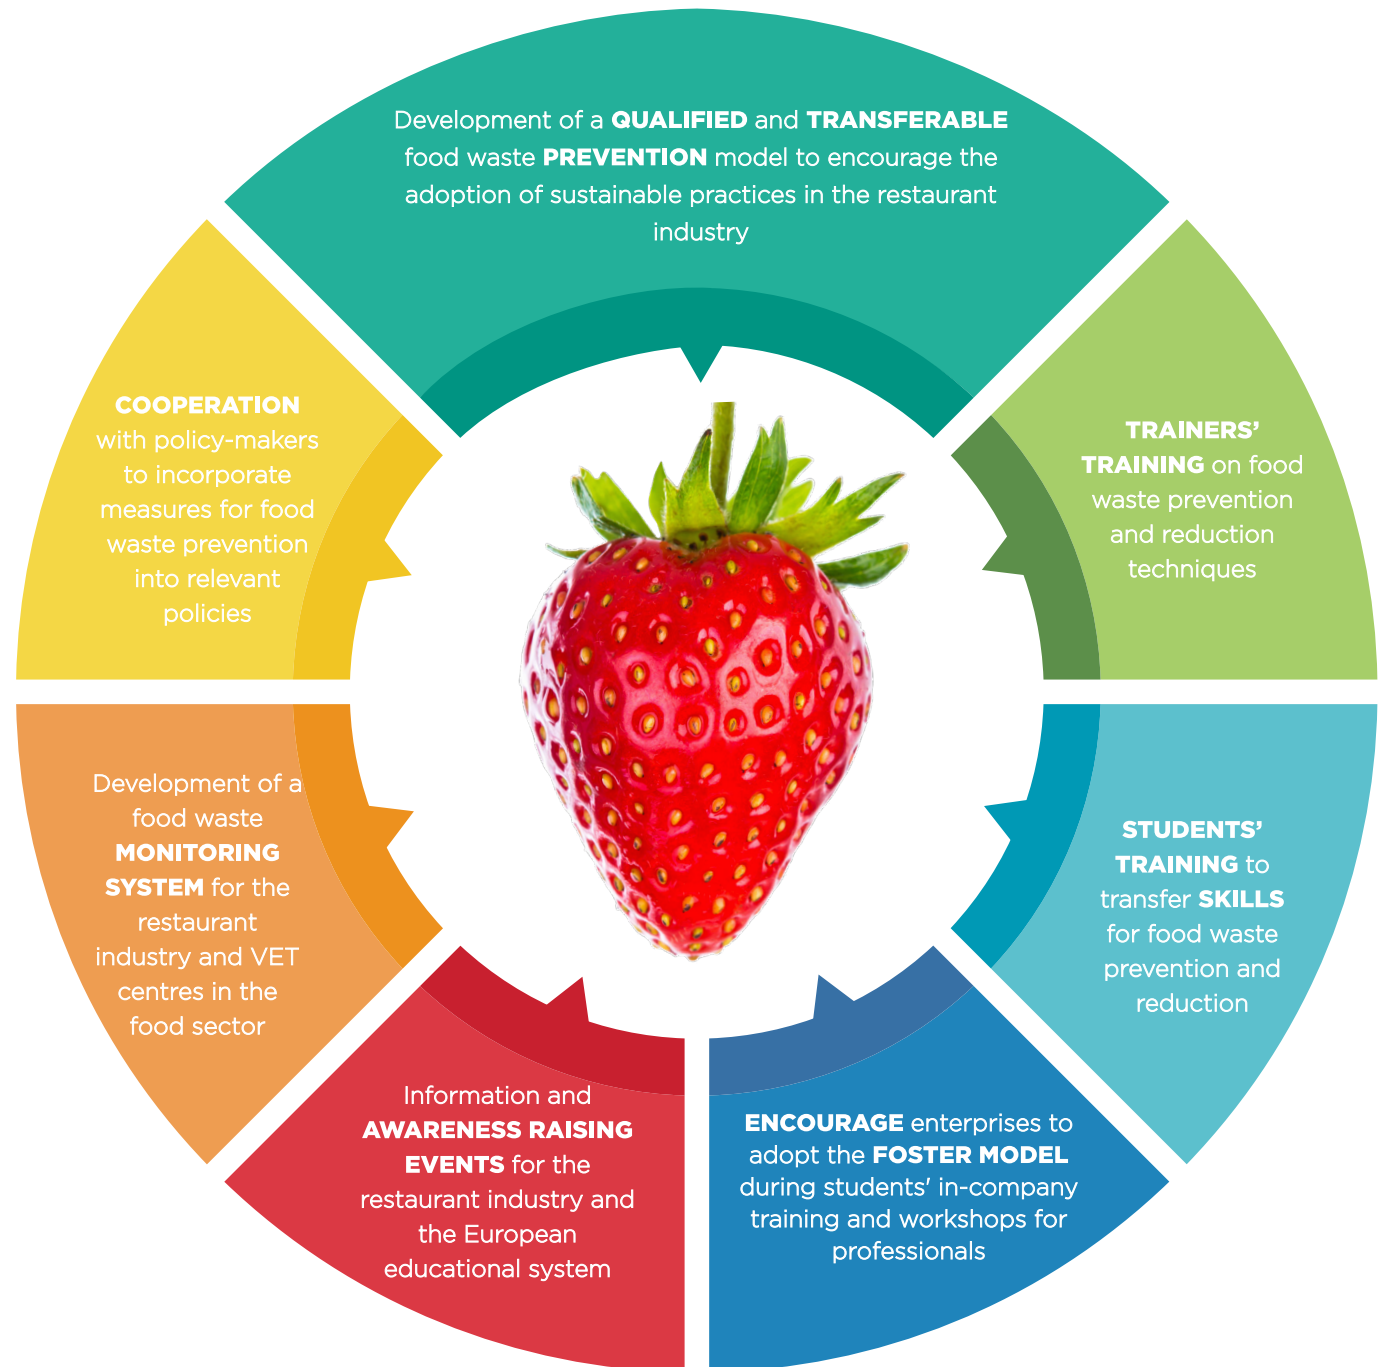 Development of a QUALIFIED and TRANSFERABLE
food waste PREVENTION model to encourage the
adoption of sustainable practices in the restaurant
industry
TRAINERS’
TRAINING on food
waste prevention
and reduction
techniques
STUDENTS’
TRAINING to
transfer SKILLS
for food waste
prevention and
reduction
ENCOURAGE enterprises to
adopt the FOSTER MODEL
during students' in-company
training and workshops for
professionals
Information and
AWARENESS RAISING
EVENTS for the
restaurant industry and
the European
educational system
Development of a
food waste
MONITORING
SYSTEM for the
restaurant
industry and VET
centres in the
food sector
COOPERATION
with policy-makers
to incorporate
measures for food
waste prevention
into relevant
policies